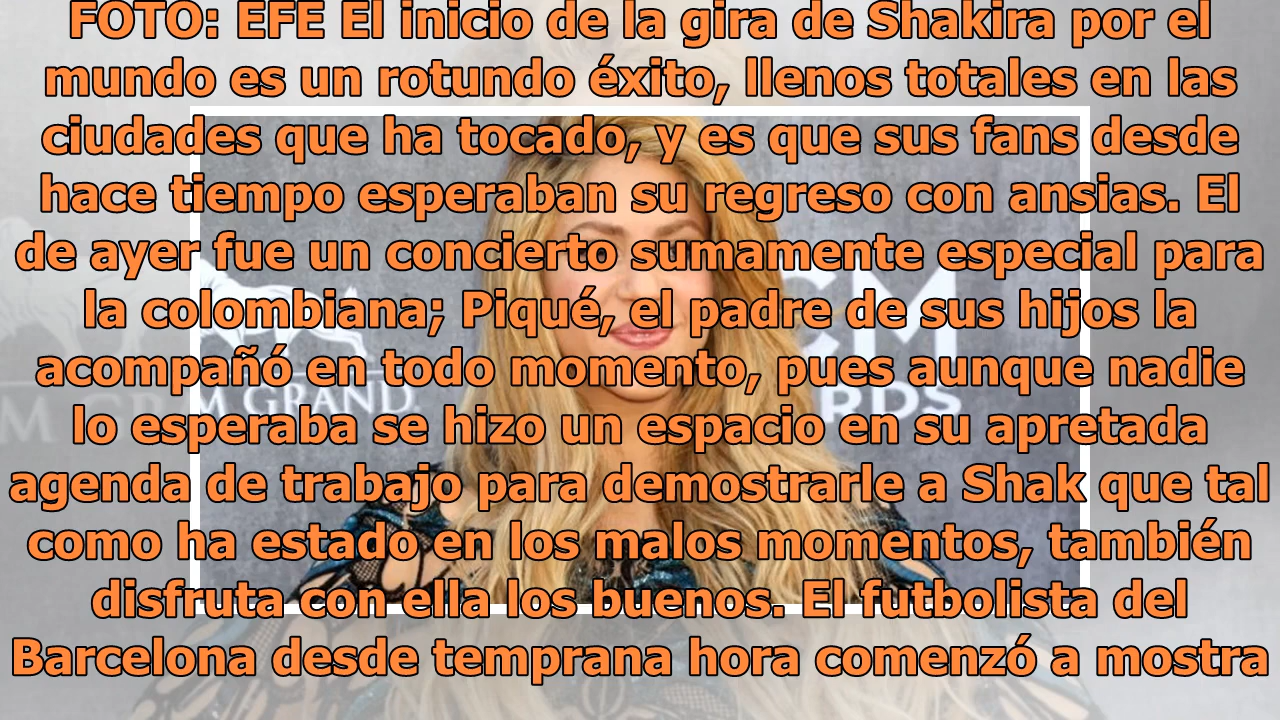 FOTO: EFE El inicio de la gira de Shakira por el
mundo es un rotundo éxito, llenos totales en las
ciudades que ha tocado, y es que sus fans desde
hace tiempo esperaban su regreso con ansias. El
de ayer fue un concierto sumamente especial para
la colombiana; Piqué, el padre de sus hijos la
acompañó en todo momento, pues aunque nadie
lo esperaba se hizo un espacio en su apretada
agenda de trabajo para demostrarle a Shak que tal
como ha estado en los malos momentos, también
disfruta con ella los buenos. El futbolista del
Barcelona desde temprana hora comenzó a mostra
GRAND